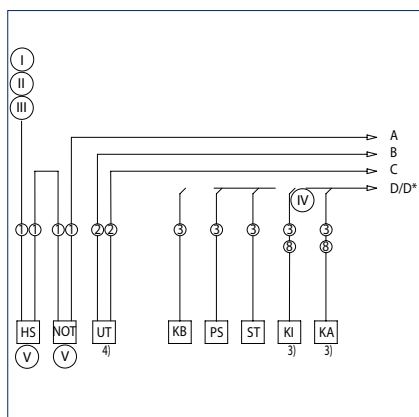 I
II
III
A
B
C
D/D*
IV
1 1 1 1 2 2 3 3 3 3 3
8 8
HS NOT UT KB PS ST KI KA
V V 4) 3) 3)